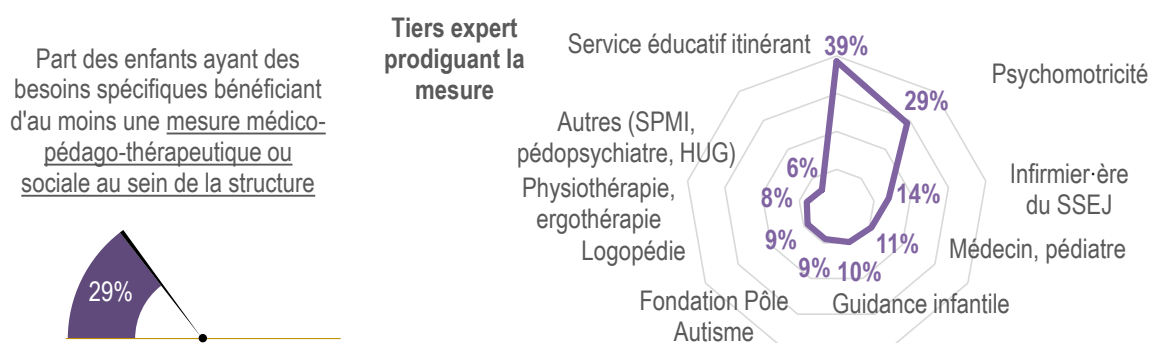 Part des enfants ayant des
besoins spécifiques bénéficiant
d'au moins une mesure médico-
pédago-thérapeutique ou
sociale au sein de la structure
29%
Tiers expert
prodiguant la
mesure
Service éducatif itinérant
39%
Psychomotricité
29%
Infirmier·ère
du SSEJ
14%
Médecin, pédiatre
11%
Guidance infantile
10%
Fondation Pôle
Autisme
9%
Logopédie
9%
Physiothérapie,
ergothérapie
8%
Autres (SPMI,
pédopsychiatre, HUG)
6%